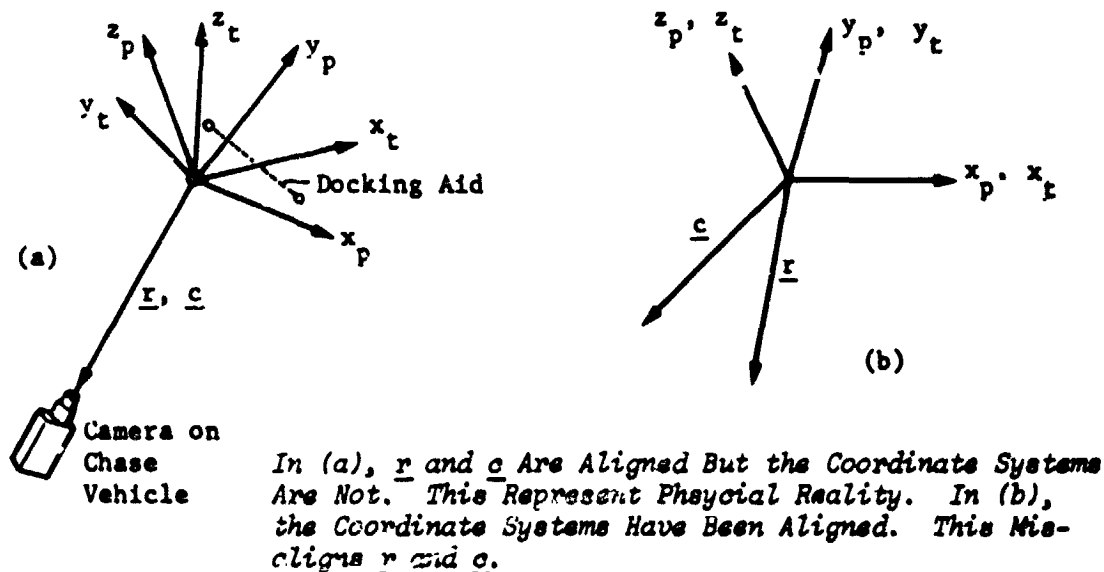 z_p
z_t
y_p
y_t
x_t
Docking Aid
x_p
(a)
r, c
Camera on
Chase
Vehicle
z_p, z_t
y_p, y_t
x_p. x_t
c
r
(b)
In (a), r and c Are Aligned But the Coordinate Systems
Are Not. This Represent Phsycial Reality. In (b),
the Coordinate Systems Have Been Aligned. This Mis-
aligns r and c.